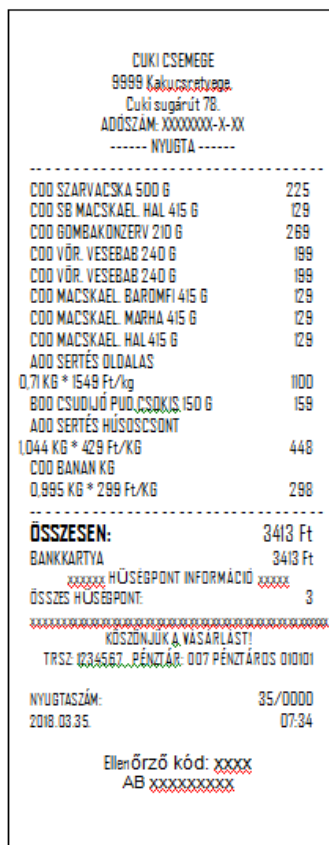 CUKI CSEMEGE
9999 Kakucsretvege.
Cuki sugárút 78.
ADÓSZÁM: XXXXXXXX-X-XX
------ NYUGTA ------
C00 SZARVACSKA 500 G 225
C00 SB MACSKAEL. HAL 415 G 129
C00 GOMBAKONZERV 210 G 269
C00 VÖR. VESEBAB 240 G 199
C00 VÖR. VESEBAB 240 G 199
C00 MACSKAEL. BAROMFI 415 G 129
C00 MACSKAEL. MARHA 415 G 129
C00 MACSKAEL. HAL 415 G 129
A00 SERTÉS OLDALAS
0,71 KG * 1549 Ft/kg 1100
B00 CSUDIJÓ PUD.CSOKIS 150 G 159
A00 SERTÉS HÚSOSCSONT
1,044 KG * 429 Ft/KG 448
C00 BANAN KG
0,995 KG * 299 Ft/KG 298
ÖSSZESEN: 3413 Ft
BANKKARTYA 3413 Ft
xxxxxx HŰSÉGPONT INFORMÁCIÓ xxxxx
ÖSSZES HŰSÉGPONT: 3
KÖSZÖNJÜK A VÁSÁRLÁST!
TRSZ: 1234567. PÉNZTÁR: 007 PÉNZTÁROS 010101
NYUGTASZÁM: 35/0000
2018.03.35. 07:34
Ellenőrző kód: xxxx
AB xxxxxxxxx